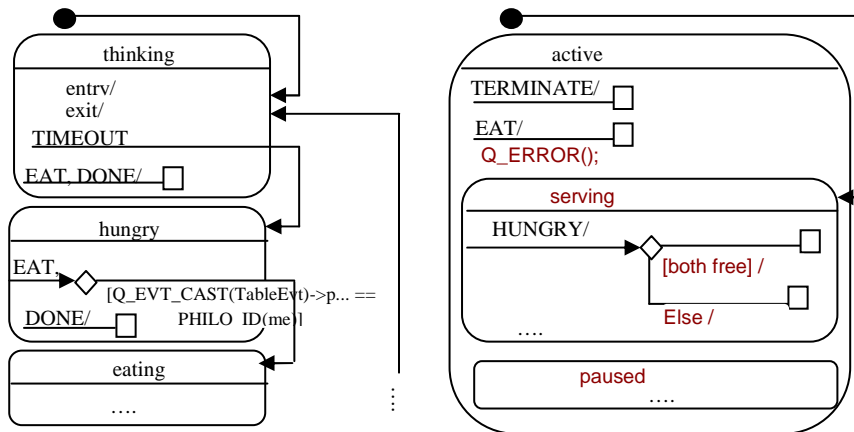 thinking
entrv/
exit/
TIMEOUT
EAT, DONE/
hungry
EAT,
[Q_EVT_CAST(TableEvt)->p... ==
PHILO_ID(me)]
DONE/
eating
....
....
active
TERMINATE/
EAT/
Q_ERROR();
serving
HUNGRY/
[both free] /
Else /
....
paused
....